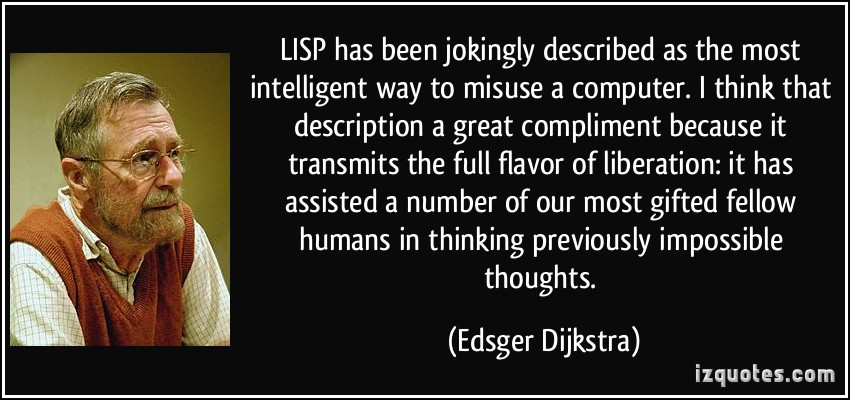 LISP has been jokingly described as the most
intelligent way to misuse a computer. I think that
description a great compliment because it
transmits the full flavor of liberation: it has
assisted a number of our most gifted fellow
humans in thinking previously impossible
thoughts.
(Edsger Dijkstra)
izquotes.com